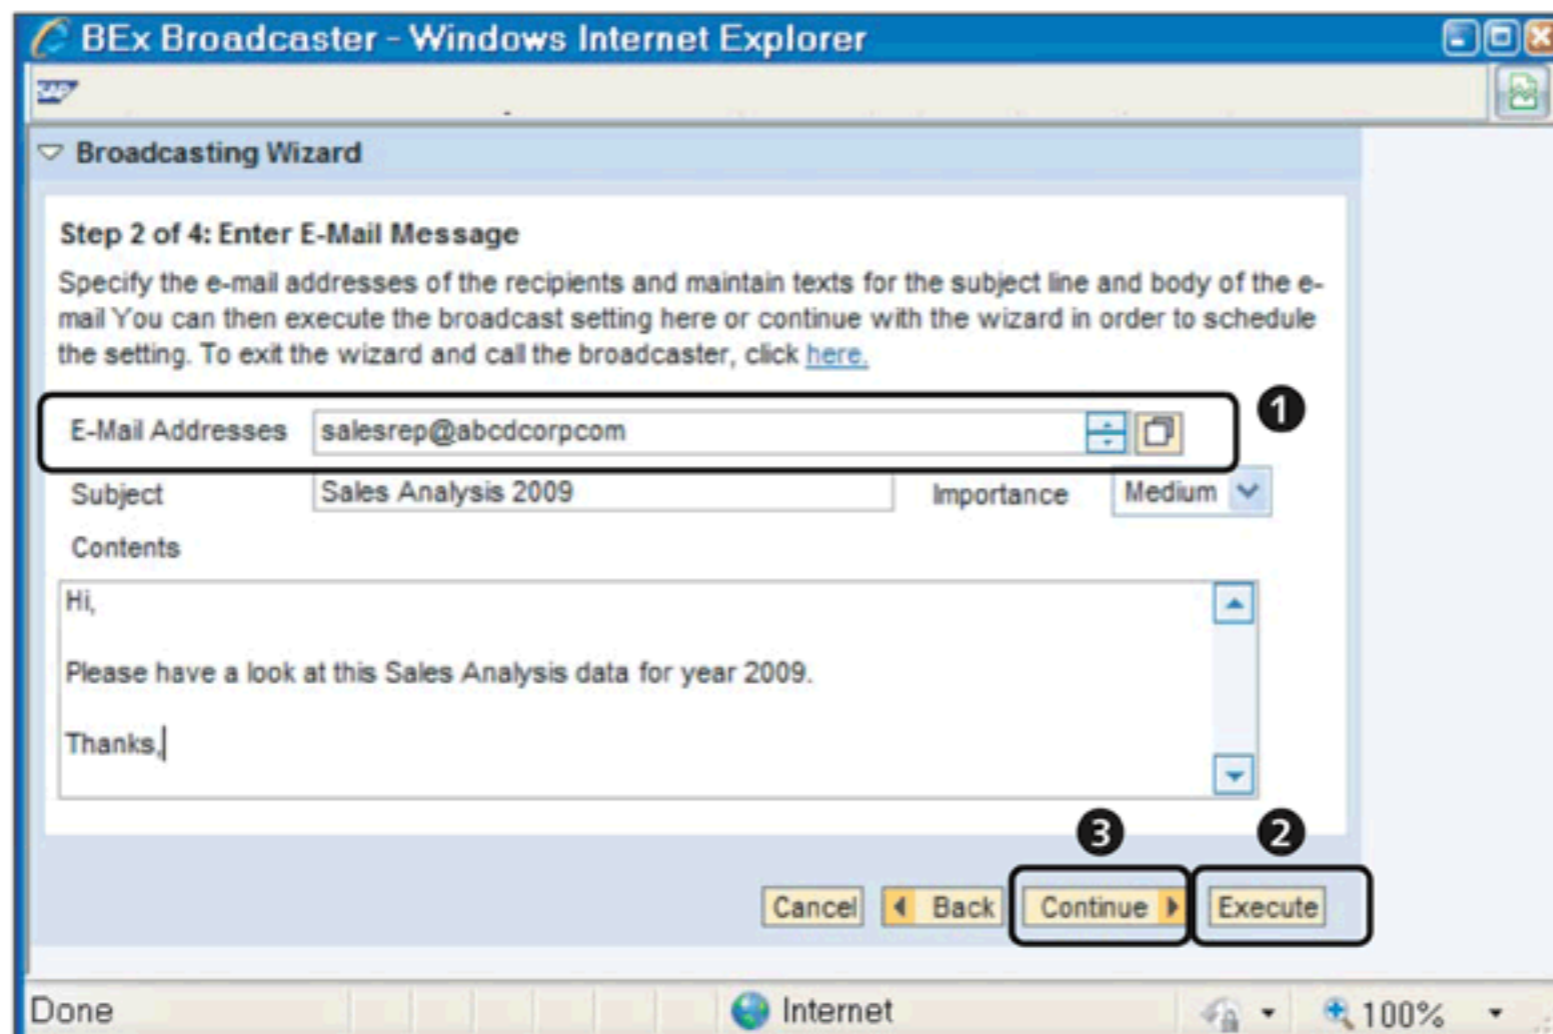 BEx Broadcaster - Windows Internet Explorer
SAP
Broadcasting Wizard
Step 2 of 4: Enter E-Mail Message
Specify the e-mail addresses of the recipients and maintain texts for the subject line and body of the e-
mail You can then execute the broadcast setting here or continue with the wizard in order to schedule
the setting. To exit the wizard and call the broadcaster, click here.
E-Mail Addresses salesrep@abcdcorpcom 1
Subject Sales Analysis 2009 Importance Medium
Contents
Hi,
Please have a look at this Sales Analysis data for year 2009.
Thanks,
3 2
Cancel Back Continue Execute
Done Internet 100%